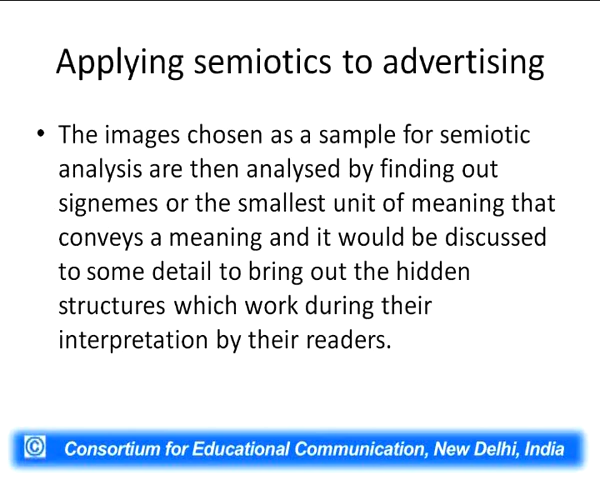 Applying semiotics to advertising
• The images chosen as a sample for semiotic
analysis are then analysed by finding out
signemes or the smallest unit of meaning that
conveys a meaning and it would be discussed
to some detail to bring out the hidden
structures which work during their
interpretation by their readers.
© Consortium for Educational Communication, New Delhi, India